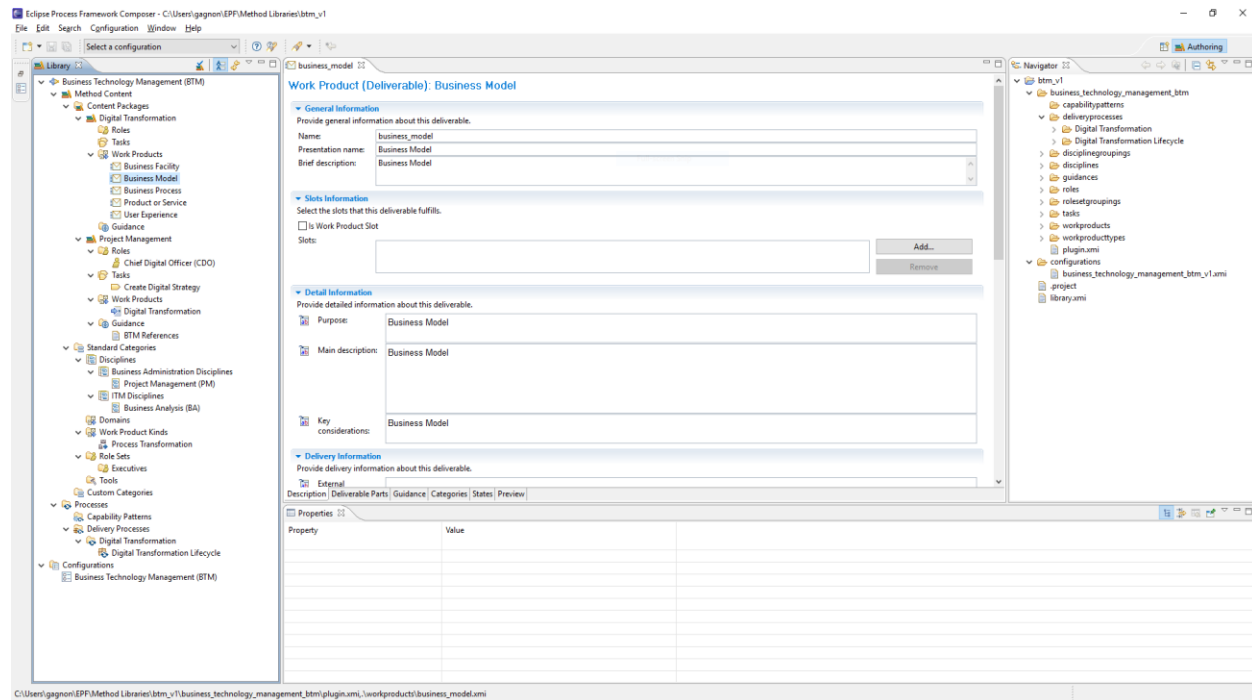 Eclipse Process Framework Composer - C:\Users\gagnon\EPF\Method Libraries\btm_v1
File Edit Search Configuration Window Help
Select a configuration
Authoring
Library
Business Technology Management (BTM)
Method Content
Content Packages
Digital Transformation
Roles
Tasks
Work Products
Business Facility
Business Model
Business Process
Product or Service
User Experience
Guidance
Project Management
Roles
Chief Digital Officer (CDO)
Tasks
Create Digital Strategy
Work Products
Digital Transformation
Guidance
BTM References
Standard Categories
Disciplines
Business Administration Disciplines
Project Management (PM)
ITM Disciplines
Business Analysis (BA)
Domains
Work Product Kinds
Process Transformation
Role Sets
Executives
Tools
Custom Categories
Processes
Capability Patterns
Delivery Processes
Digital Transformation
Digital Transformation Lifecycle
Configurations
Business Technology Management (BTM)
business_model
Work Product (Deliverable): Business Model
General Information
Provide general information about this deliverable.
Name: business_model
Presentation name: Business Model
Brief description: Business Model
Slots Information
Select the slots that this deliverable fulfills.
Is Work Product Slot
Slots:
Add...
Remove
Detail Information
Provide detailed information about this deliverable.
Purpose: Business Model
Main description: Business Model
Key considerations: Business Model
Delivery Information
Provide delivery information about this deliverable.
External
Description Deliverable Parts Guidance Categories States Preview
Properties
Property Value
Navigator
btm_v1
business_technology_management_btm
capabilitypatterns
deliveryprocesses
Digital Transformation
Digital Transformation Lifecycle
disciplinegroupings
disciplines
guidances
roles
rolesetgroupings
tasks
workproducts
workproducttypes
plugin.xmi
configurations
business_technology_management_btm_v1.xmi
.project
library.xmi
C:\Users\gagnon\EPF\Method Libraries\btm_v1\business_technology_management_btm\plugin.xmi,.\workproducts\business_model.xmi